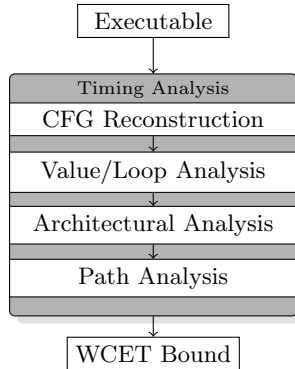 Executable
Timing Analysis
CFG Reconstruction
Value/Loop Analysis
Architectural Analysis
Path Analysis
WCET Bound